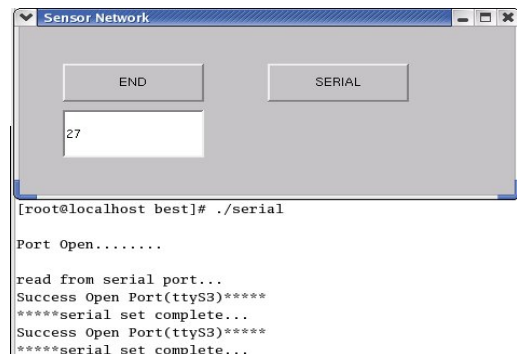 Sensor Network
END SERIAL
27
[root@localhost best]# ./serial
Port Open........
read from serial port...
Success Open Port(ttyS3)*****
*****serial set complete...
Success Open Port(ttyS3)*****
*****serial set complete...